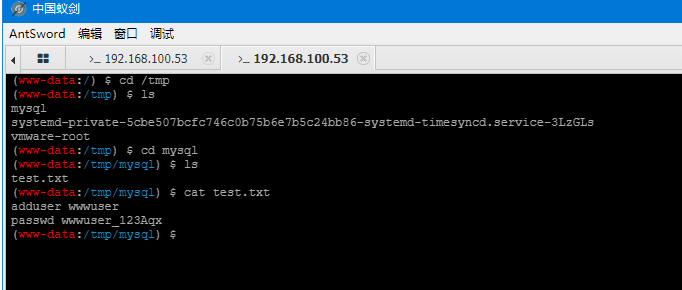 中国蚁剑
AntSword 编辑 窗口 调试
>_ 192.168.100.53 >_ 192.168.100.53
(www-data:/) $ cd /tmp
(www-data:/tmp) $ ls
mysql
systemd-private-5cbe507bcfc746c0b75b6e7b5c24bb86-systemd-timesyncd.service-3LzGLs
vmware-root
(www-data:/tmp) $ cd mysql
(www-data:/tmp/mysql) $ ls
test.txt
(www-data:/tmp/mysql) $ cat test.txt
adduser wwwuser
passwd wwwuser_123Aqx
(www-data:/tmp/mysql) $